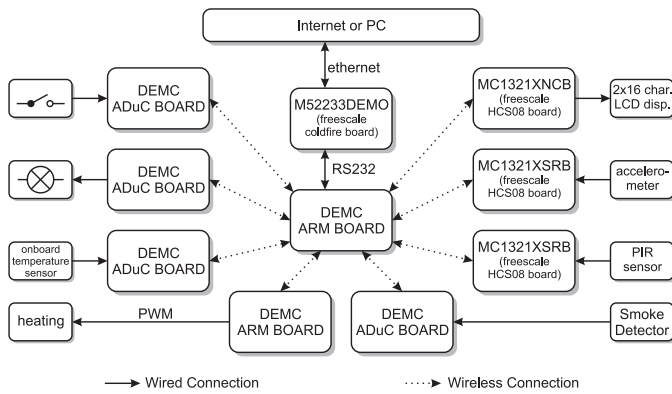 Internet or PC
ethernet
DEMC
ADuC BOARD
M52233DEMO
(freescale
coldfire board)
MC1321XNCB
(freescale
HCS08 board)
2x16 char.
LCD disp.
RS232
DEMC
ADuC BOARD
DEMC
ARM BOARD
MC1321XSRB
(freescale
HCS08 board)
accelero-
meter
onboard
temperature
sensor
DEMC
ADuC BOARD
MC1321XSRB
(freescale
HCS08 board)
PIR
sensor
heating
PWM
DEMC
ARM BOARD
DEMC
ADuC BOARD
Smoke
Detector
Wired Connection
Wireless Connection